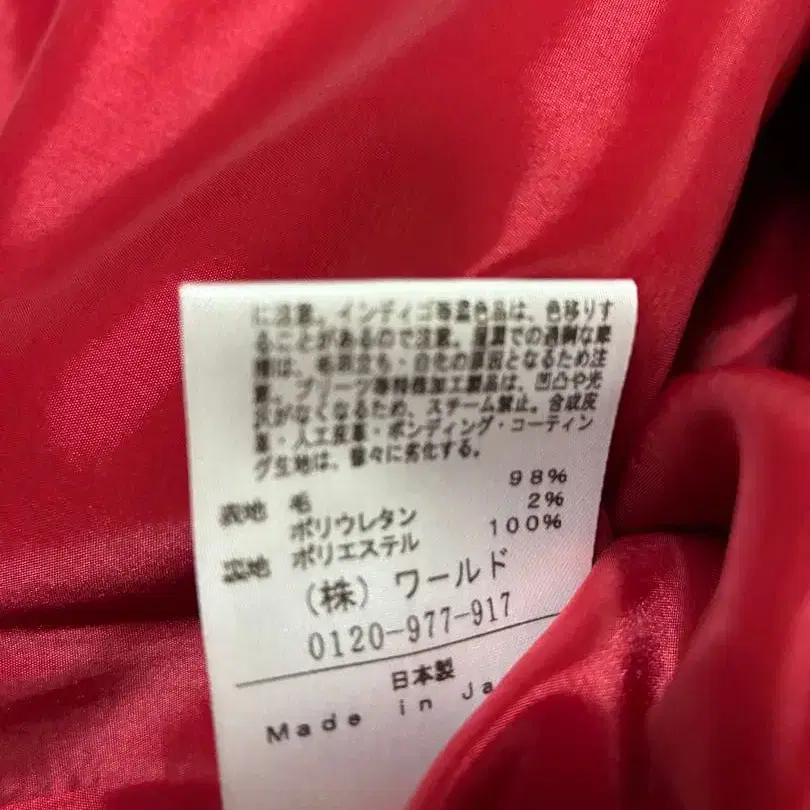 に注意。インディゴ等濃色品は、色移りす
ることがあるので注意。湿潤での過剰な摩
擦は、毛羽立ち・白化の原因となるため注
意。プリーツ等特殊加工製品は、凹凸や光
沢がなくなるため、スチーム禁止。合成皮
革・人工皮革・ボンディング・コーティン
グ生地は、徐々に劣化する。
表地 毛 98%
ポリウレタン 2%
裏地 ポリエステル 100%
(株) ワールド
0120-977-917
日本製
Made in Ja